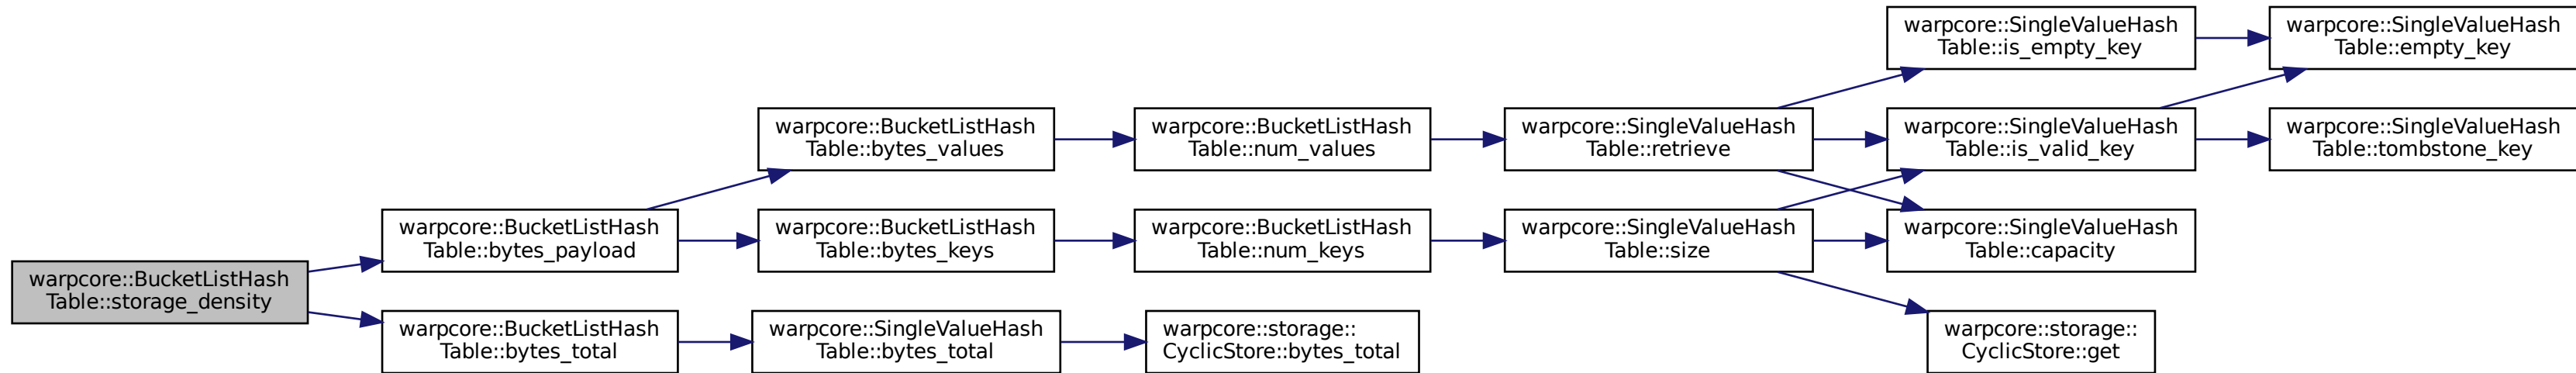 warpcore::SingleValueHash
Table::is_empty_key
warpcore::SingleValueHash
Table::empty_key
warpcore::BucketListHash
Table::bytes_values
warpcore::BucketListHash
Table::num_values
warpcore::SingleValueHash
Table::retrieve
warpcore::SingleValueHash
Table::is_valid_key
warpcore::SingleValueHash
Table::tombstone_key
warpcore::BucketListHash
Table::bytes_payload
warpcore::BucketListHash
Table::bytes_keys
warpcore::BucketListHash
Table::num_keys
warpcore::SingleValueHash
Table::size
warpcore::SingleValueHash
Table::capacity
warpcore::BucketListHash
Table::storage_density
warpcore::BucketListHash
Table::bytes_total
warpcore::SingleValueHash
Table::bytes_total
warpcore::storage::
CyclicStore::bytes_total
warpcore::storage::
CyclicStore::get